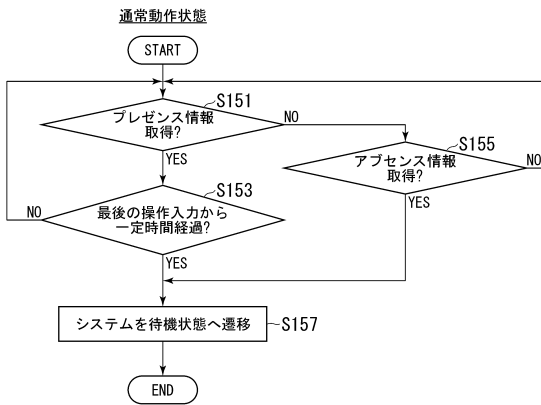 通常動作状態
START
S151
プレゼンス情報
取得?
NO
YES
S155
アブセンス情報
取得?
NO
YES
S153
最後の操作入力から
一定時間経過?
NO
YES
システムを待機状態へ遷移
S157
END